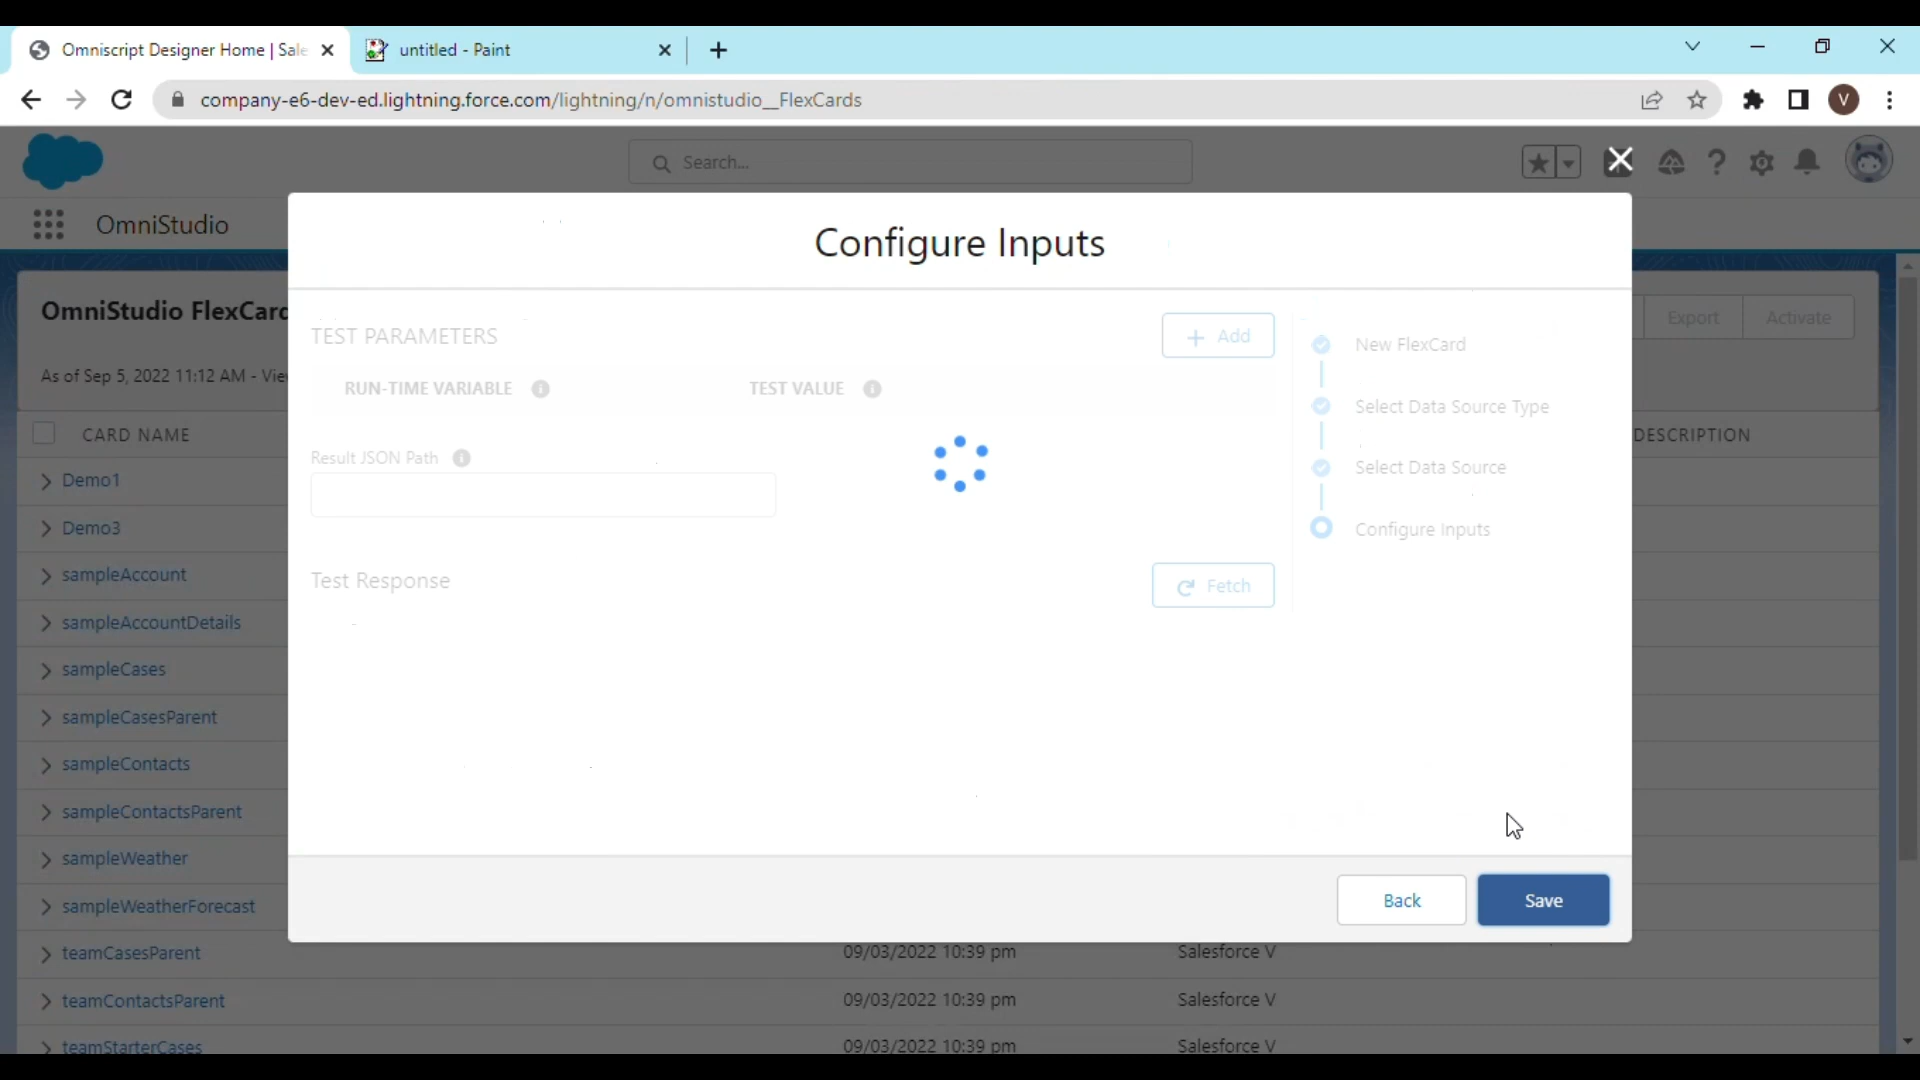 Omniscript Designer Home | Sale
untitled - Paint
company-e6-dev-ed.lightning.force.com/lightning/n/omnistudio__FlexCards
V
Search...
OmniStudio
Configure Inputs
OmniStudio FlexCard
Export
Activate
As of Sep 5, 2022 11:12 AM - Vie
TEST PARAMETERS
Add
RUN-TIME VARIABLE
TEST VALUE
New FlexCard
Select Data Source Type
CARD NAME
DESCRIPTION
Result JSON Path
Select Data Source
Configure Inputs
Test Response
Fetch
Demo1
Demo3
sampleAccount
sampleAccountDetails
sampleCases
sampleCasesParent
sampleContacts
sampleContactsParent
sampleWeather
sampleWeatherForecast
Back
Save
teamCasesParent 09/03/2022 10:39 pm Salesforce V
teamContactsParent 09/03/2022 10:39 pm Salesforce V
teamStarterCases 09/03/2022 10:39 pm Salesforce V